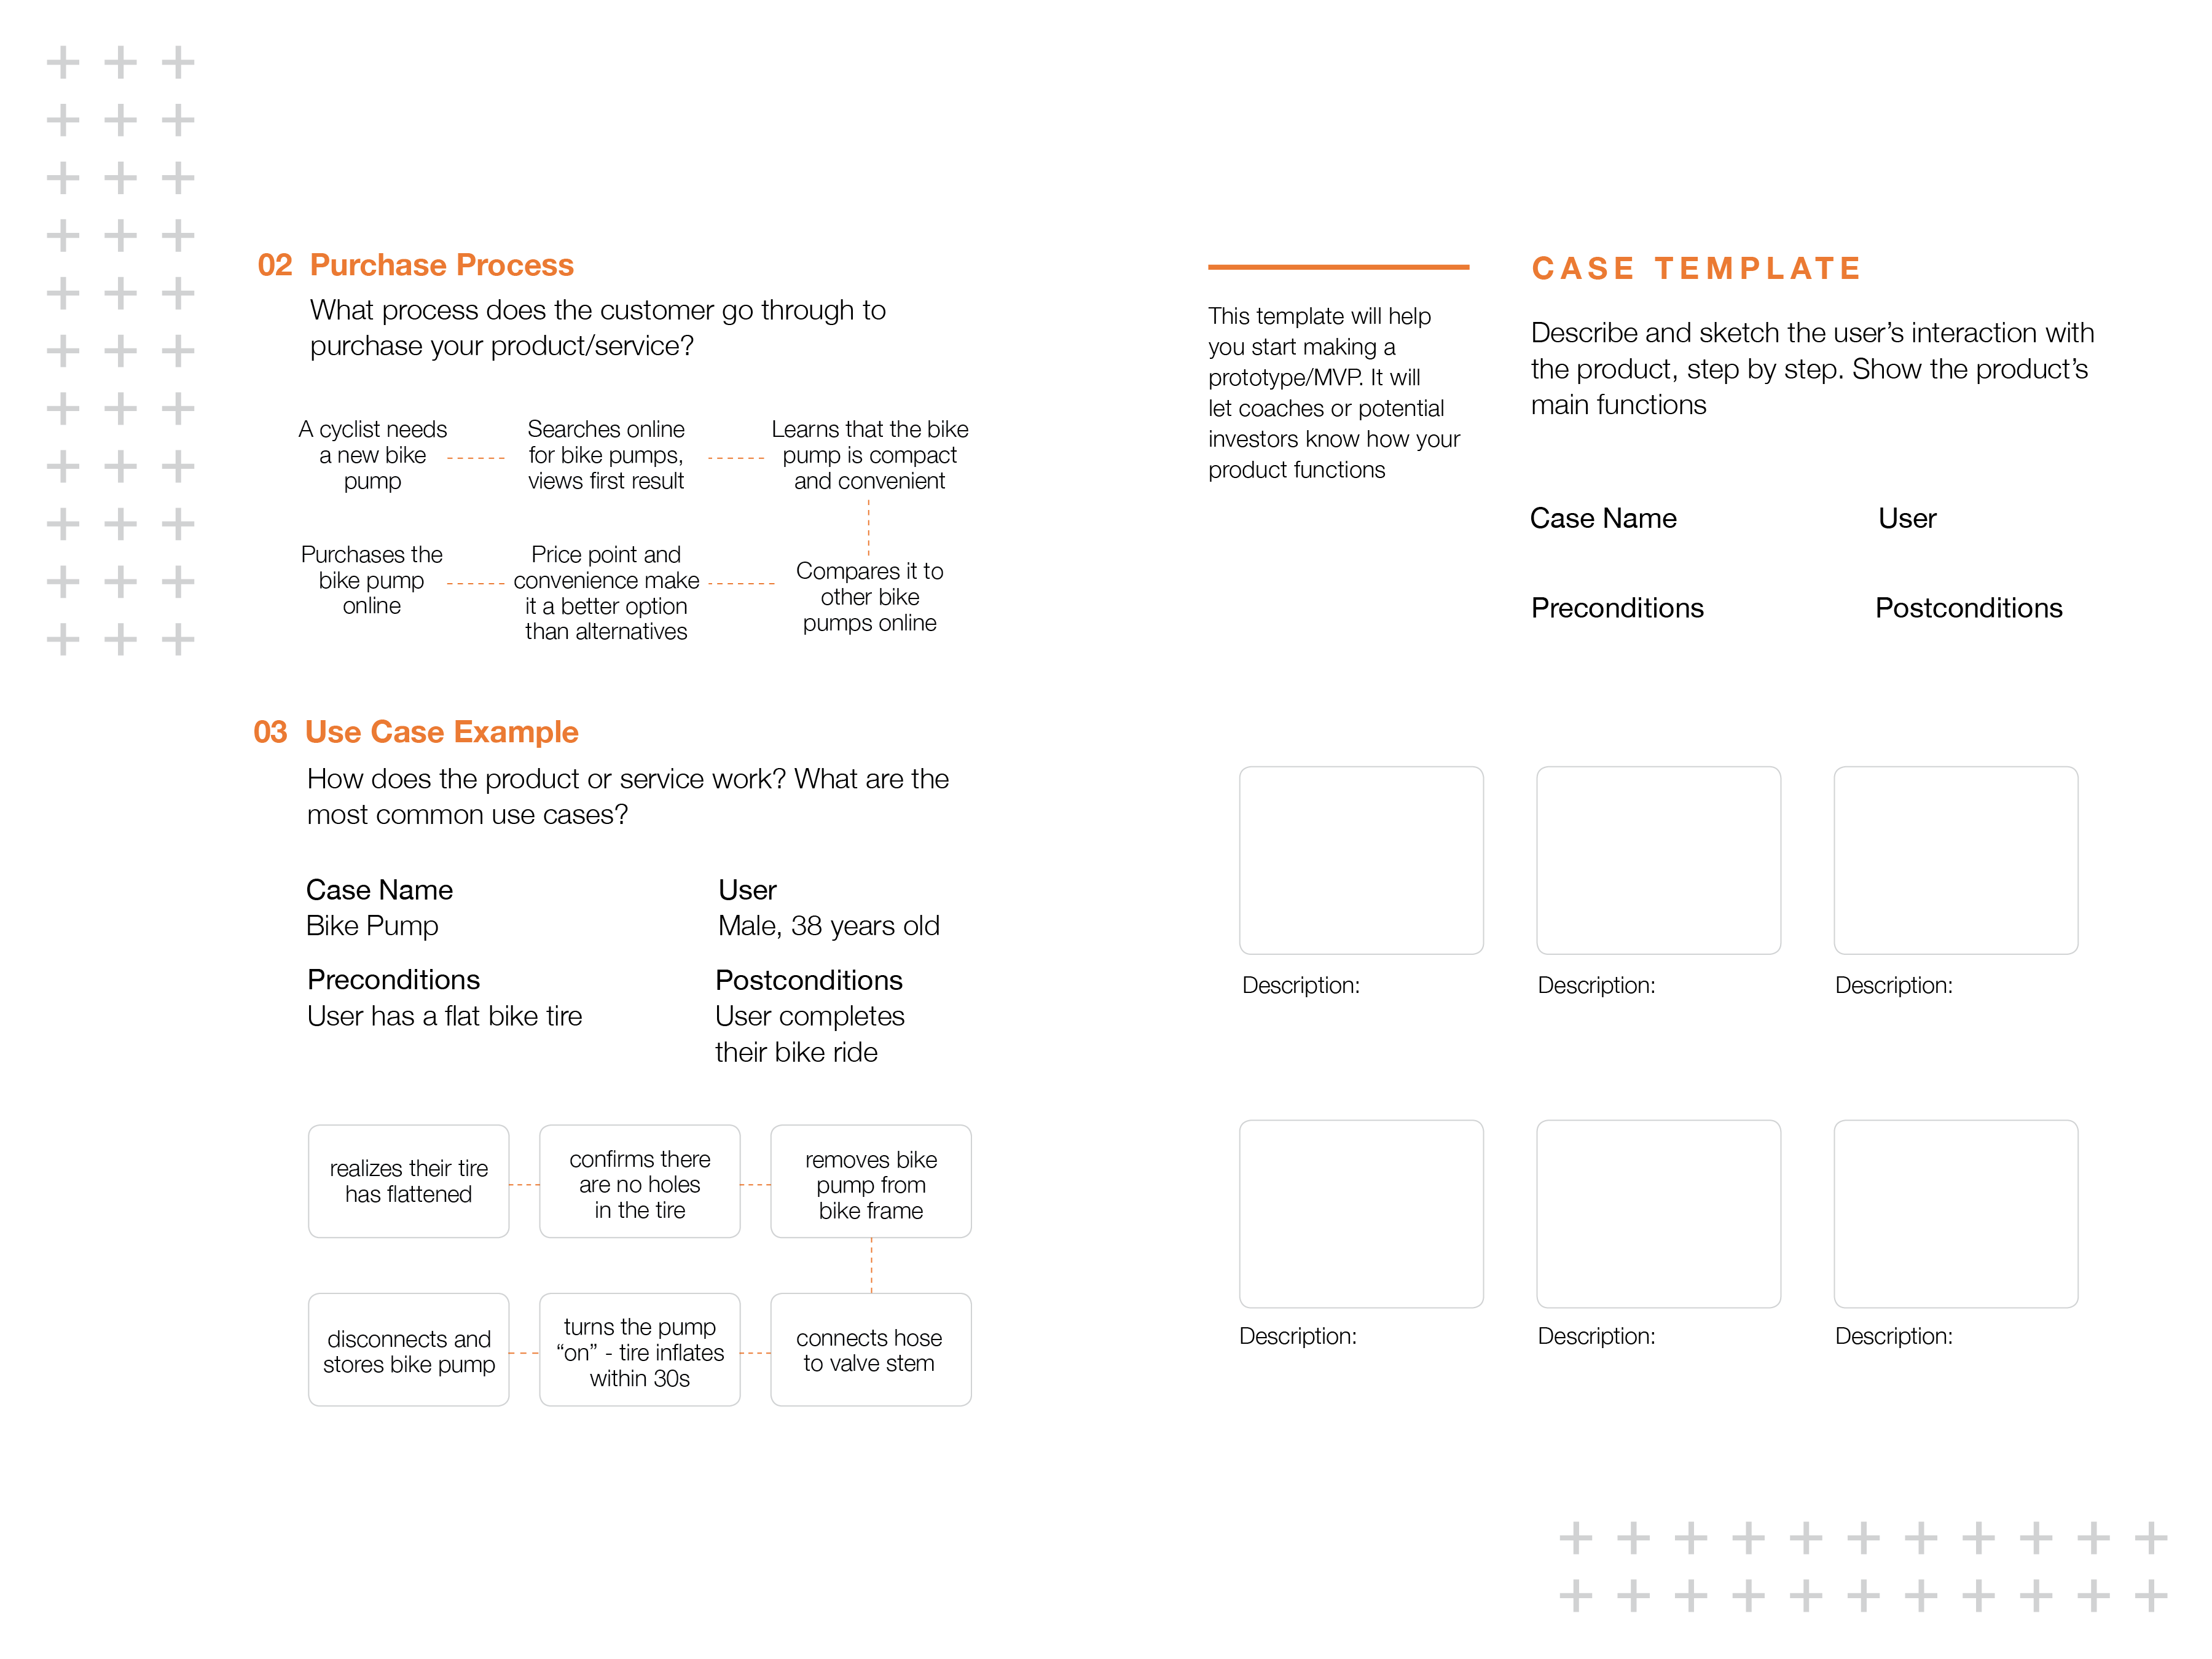 02 Purchase Process
What process does the customer go through to
purchase your product/service?
A cyclist needs
a new bike
pump
Searches online
for bike pumps,
views first result
Learns that the bike
pump is compact
and convenient
Compares it to
other bike
pumps online
Price point and
convenience make
it a better option
than alternatives
Purchases the
bike pump
online
03 Use Case Example
How does the product or service work? What are the
most common use cases?
Case Name
Bike Pump
User
Male, 38 years old
Preconditions
User has a flat bike tire
Postconditions
User completes
their bike ride
realizes their tire
has flattened
confirms there
are no holes
in the tire
removes bike
pump from
bike frame
connects hose
to valve stem
turns the pump
“on” - tire inflates
within 30s
disconnects and
stores bike pump
This template will help
you start making a
prototype/MVP. It will
let coaches or potential
investors know how your
product functions
CASE TEMPLATE
Describe and sketch the user’s interaction with
the product, step by step. Show the product’s
main functions
Case Name
User
Preconditions
Postconditions
Description:
Description:
Description:
Description:
Description:
Description: